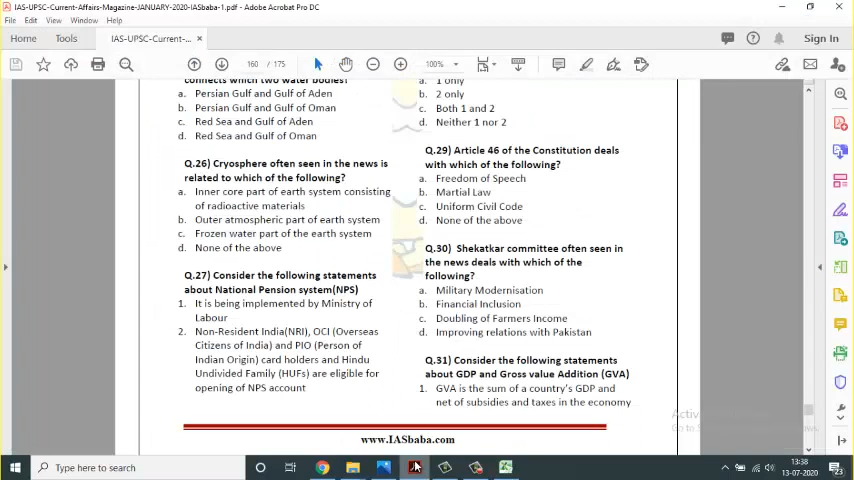 IAS-UPSC-Current-Affairs-Magazine-JANUARY-2020-IASbaba-1.pdf - Adobe Acrobat Pro DC
File Edit View Window Help
Home Tools IAS-UPSC-Current-... × Sign In
160 / 165 100%
connects which two water bodies?
a. Persian Gulf and Gulf of Aden
b. Persian Gulf and Gulf of Oman
c. Red Sea and Gulf of Aden
d. Red Sea and Gulf of Oman
Q.26) Cryosphere often seen in the news is
related to which of the following?
a. Inner core part of earth system consisting
of radioactive materials
b. Outer atmospheric part of earth system
c. Frozen water part of the earth system
d. None of the above
Q.27) Consider the following statements
about National Pension system(NPS)
1. It is being implemented by Ministry of
Labour
2. Non-Resident India(NRI), OCI (Overseas
Citizens of India) and PIO (Person of
Indian Origin) card holders and Hindu
Undivided Family (HUFs) are eligible for
opening of NPS account
a. 1 only
b. 2 only
c. Both 1 and 2
d. Neither 1 nor 2
Q.29) Article 46 of the Constitution deals
with which of the following?
a. Freedom of Speech
b. Martial Law
c. Uniform Civil Code
d. None of the above
Q.30) Shekatkar committee often seen in
the news deals with which of the
following?
a. Military Modernisation
b. Financial Inclusion
c. Doubling of Farmers Income
d. Improving relations with Pakistan
Q.31) Consider the following statements
about GDP and Gross value Addition (GVA)
1. GVA is the sum of a country's GDP and
net of subsidies and taxes in the economy
www.IASbaba.com
Type here to search
13:38
13-07-2020
23